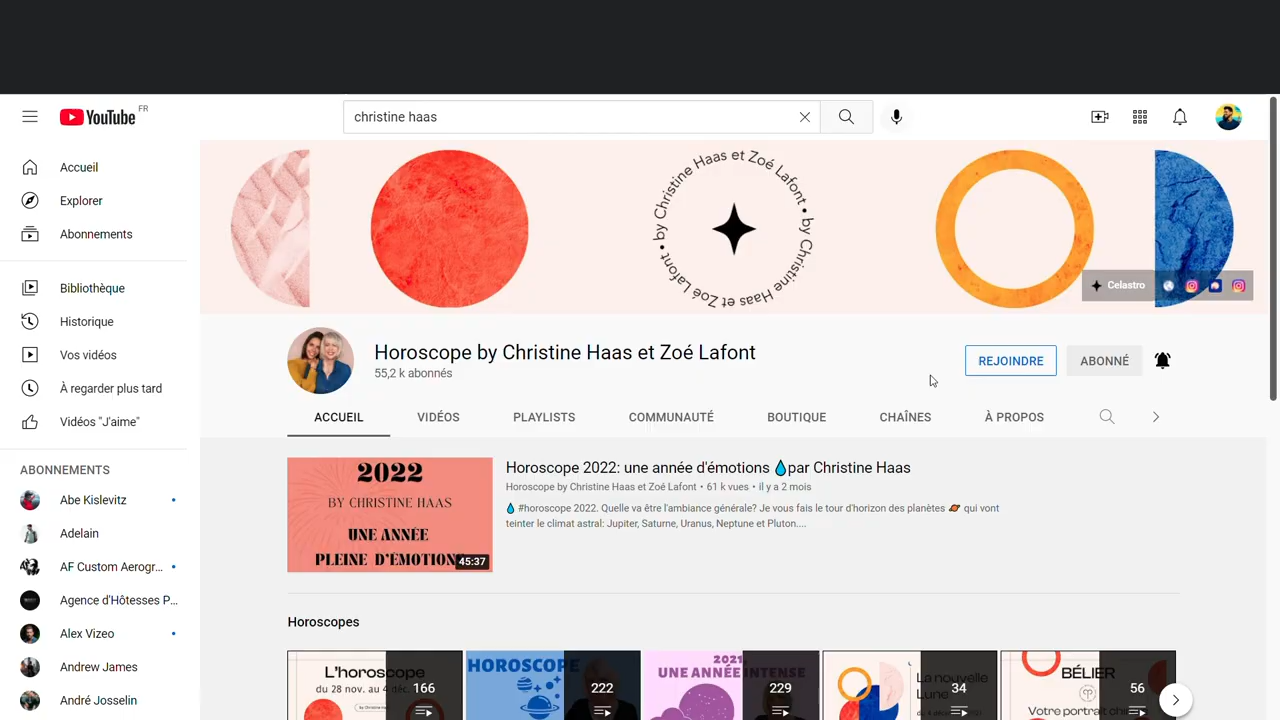 YouTube FR
christine haas
Accueil
Explorer
Abonnements
Bibliothèque
Historique
Vos vidéos
À regarder plus tard
Vidéos "J'aime"
ABONNEMENTS
Abe Kislevitz
Adelain
AF Custom Aerogr...
Agence d'Hôtesses P...
Alex Vizeo
Andrew James
André Josselin
by Christine Haas et Zoé Lafont • by Christine Haas et Zoé Lafont •
Celastro
Horoscope by Christine Haas et Zoé Lafont
55,2 k abonnés
REJOINDRE
ABONNÉ
ACCUEIL VIDÉOS PLAYLISTS COMMUNAUTÉ BOUTIQUE CHAÎNES À PROPOS
2022
BY CHRISTINE HAAS
UNE ANNÉE
PLEINE D'ÉMOTION
45:37
Horoscope 2022: une année d'émotions 💧par Christine Haas
Horoscope by Christine Haas et Zoé Lafont • 61 k vues • il y a 2 mois
💧 #horoscope 2022. Quelle va être l'ambiance générale? Je vous fais le tour d'horizon des planètes 🪐 qui vont
teinter le climat astral: Jupiter, Saturne, Uranus, Neptune et Pluton....
Horoscopes
L'horoscope
du 28 nov. au 4 déc.
166
HOROSCOPE
222
2021,
UNE ANNÉE INTENSE
229
La nouvelle
Lune
34
BÉLIER
Votre portrait
56